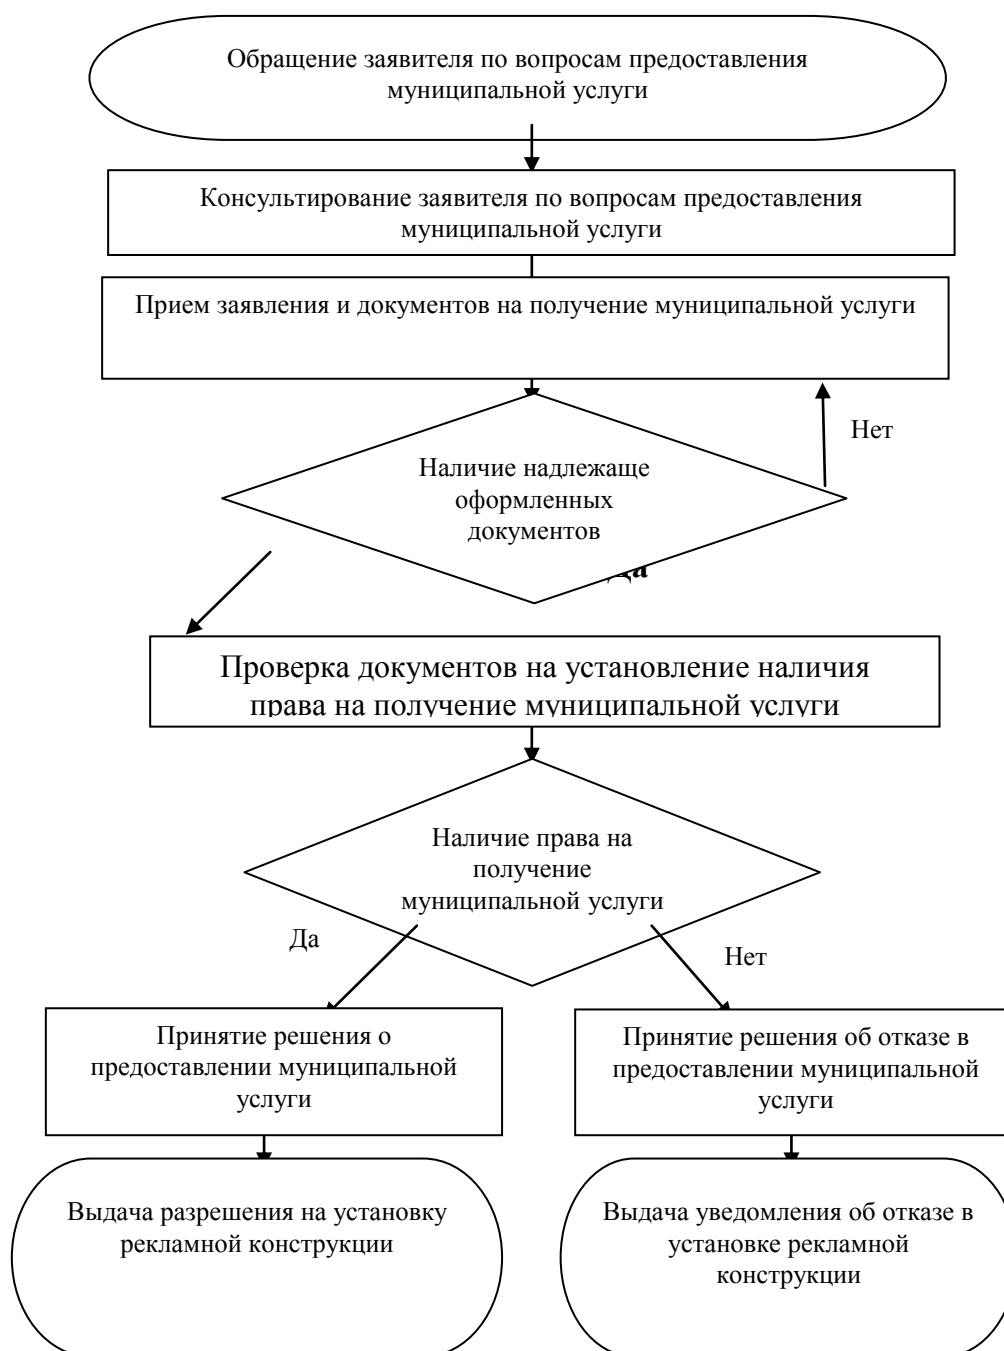 Обращение заявителя по вопросам предоставления
муниципальной услуги
Консультирование заявителя по вопросам предоставления
муниципальной услуги
Прием заявления и документов на получение муниципальной услуги
Нет
Наличие надлежаще
оформленных
документов
Да
Проверка документов на установление наличия
права на получение муниципальной услуги
Наличие права на
получение
муниципальной услуги
Да
Нет
Принятие решения о
предоставлении муниципальной
услуги
Принятие решения об отказе в
предоставлении муниципальной
услуги
Выдача разрешения на установку
рекламной конструкции
Выдача уведомления об отказе в
установке рекламной
конструкции